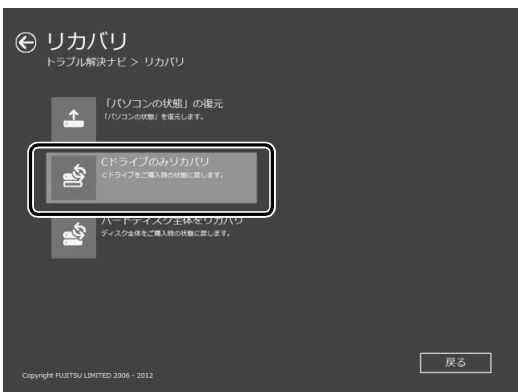 リカバリ
トラブル解決ナビ > リカバリ
「パソコンの状態」の復元
「パソコンの状態」を復元します。
Cドライブのみリカバリ
Cドライブをご購入時の状態に戻します。
ハードディスク全体をリカバリ
ディスク全体をご購入時の状態に戻します。
戻る
Copyright FUJITSU LIMITED 2006 - 2012